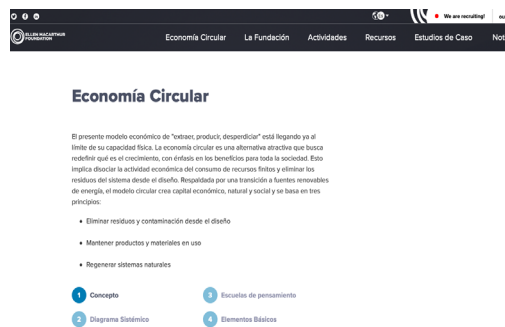 We are recruiting!
ELLEN MACARTHUR
FOUNDATION
Economía Circular
La Fundación
Actividades
Recursos
Estudios de Caso
Not
Economía Circular
El presente modelo económico de "extraer, producir, desperdiciar" está llegando ya al
límite de su capacidad física. La economía circular es una alternativa atractiva que busca
redefinir qué es el crecimiento, con énfasis en los beneficios para toda la sociedad. Esto
implica disociar la actividad económica del consumo de recursos finitos y eliminar los
residuos del sistema desde el diseño. Respaldada por una transición a fuentes renovables
de energía, el modelo circular crea capital económico, natural y social y se basa en tres
principios:
Eliminar residuos y contaminación desde el diseño
Mantener productos y materiales en uso
Regenerar sistemas naturales
1 Concepto
3 Escuelas de pensamiento
2 Diagrama Sistémico
4 Elementos Básicos